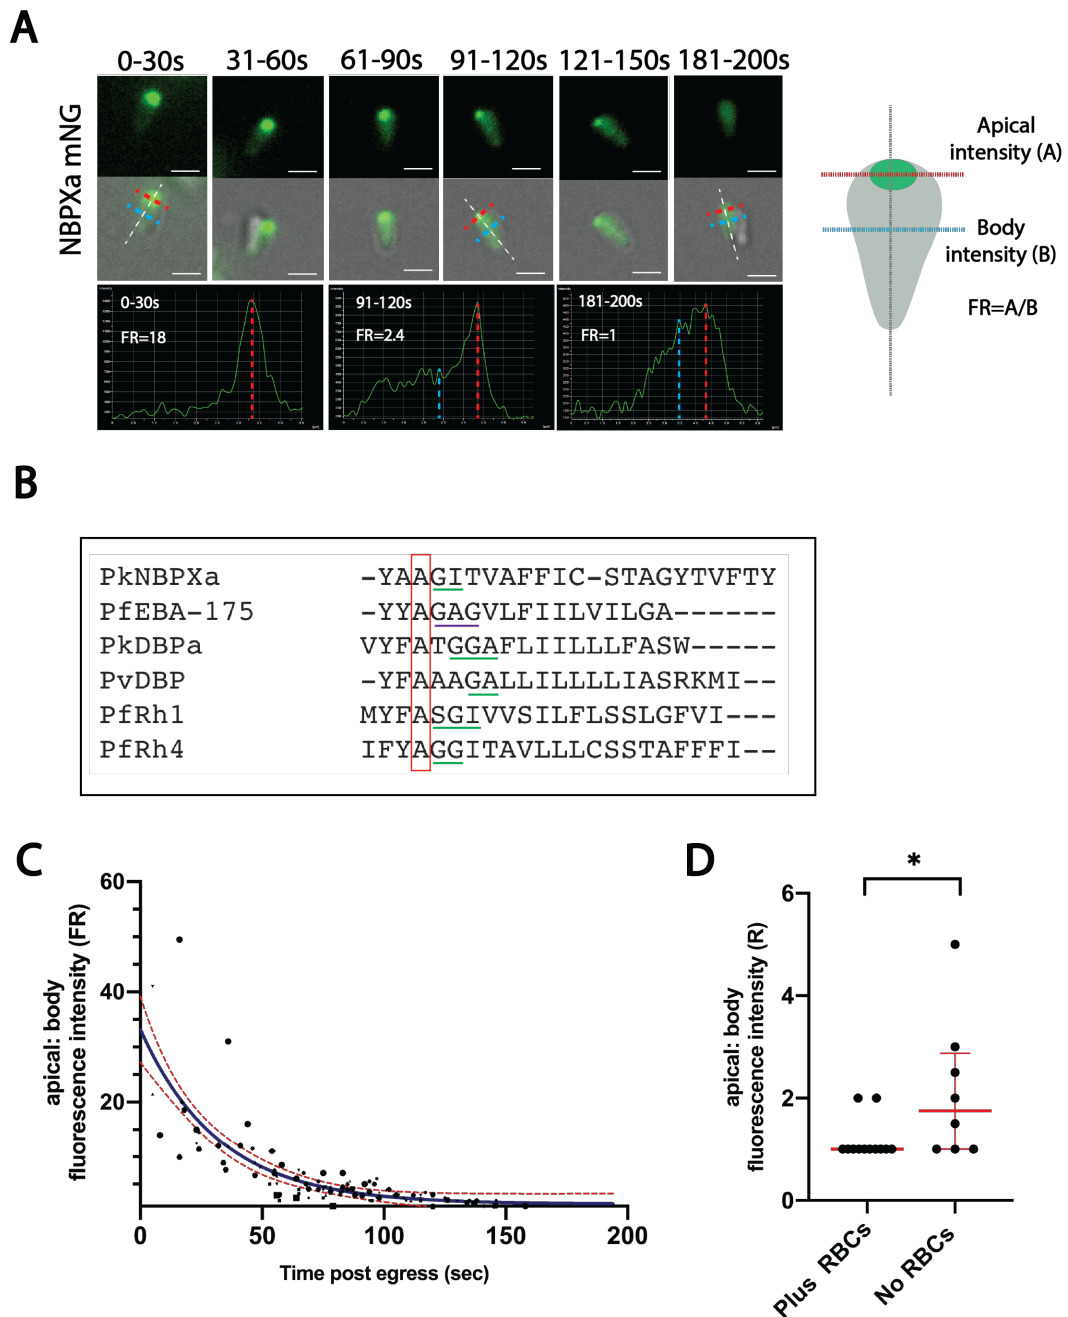 A
0-30s 31-60s 61-90s 91-120s 121-150s 181-200s
NBPXa mNG
Apical
intensity (A)
Body
intensity (B)
FR=A/B
0-30s
FR=18
91-120s
FR=2.4
181-200s
FR=1
B
PkNBPXa -YAAGITVAFFIC-STAGYTVFTY
PfEBA-175 -YYAGAGVLFIILVILGA------
PkDBPa VYFATGGAFLIILLLFASW-----
PvDBP -YFAAAGALLILLLLIASRKMI--
PfRh1 MYFASGIVVSILFLSSLGFVI----
PfRh4 IFYAGGITAVLLLCSSTAFFFI--
C
60
40
20
0 50 100 150 200
apical: body
fluorescence intensity (FR)
Time post egress (sec)
D
*
6
4
2
0
apical: body
fluorescence intensity (R)
Plus RBCs
No RBCs